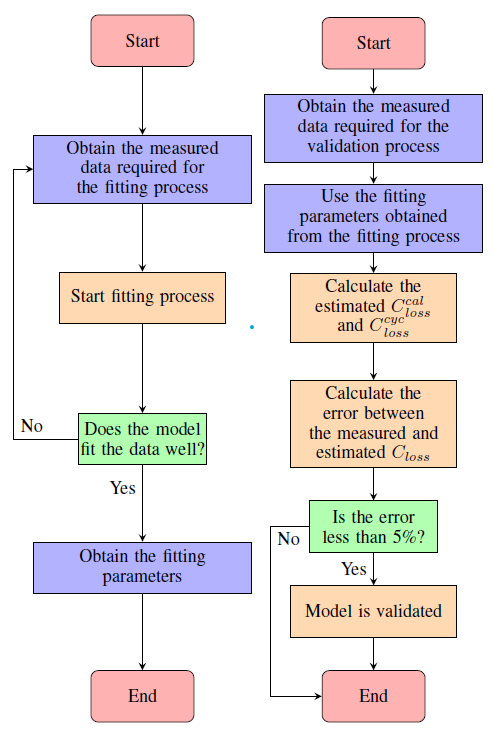 Start
Obtain the measured
data required for
the fitting process
Start fitting process
Does the model
fit the data well?
No
Yes
Obtain the fitting
parameters
End
Start
Obtain the measured
data required for the
validation process
Use the fitting
parameters obtained
from the fitting process
Calculate the
estimated $C_{loss}^{cal}$
and $C_{loss}^{cyc}$
Calculate the
error between
the measured and
estimated $C_{loss}$
Is the error
less than 5%?
No
Yes
Model is validated
End